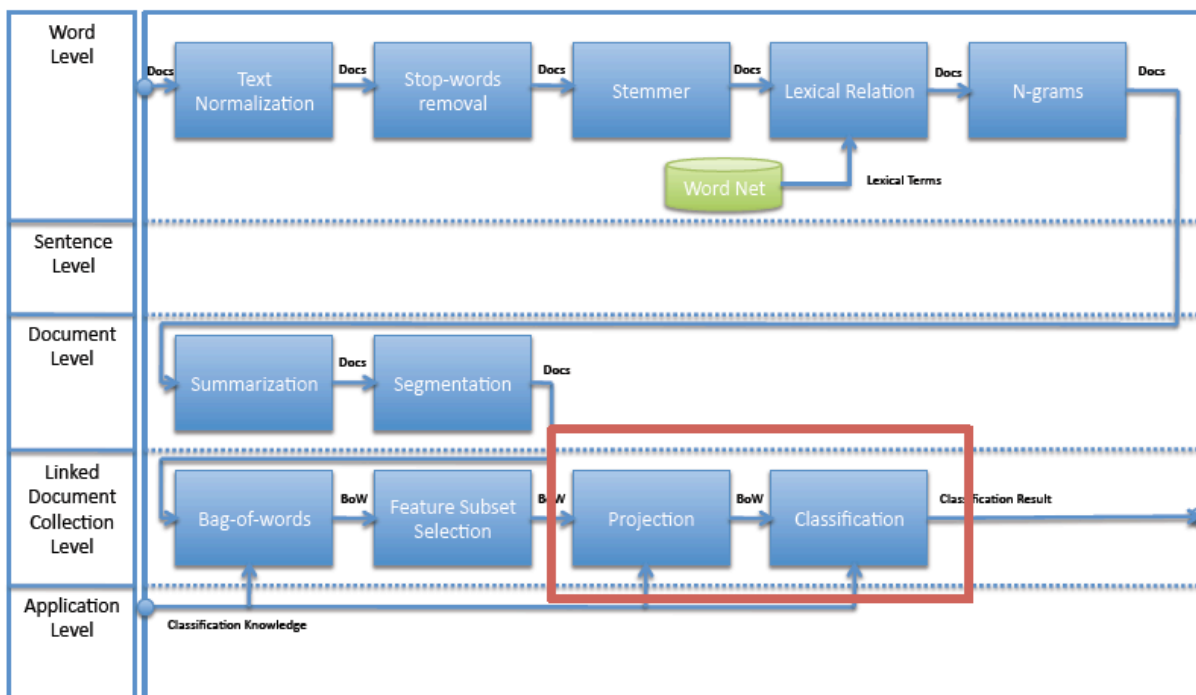 Word
Level
Docs
Text
Normalization
Docs
Stop-words
removal
Docs
Stemmer
Docs
Lexical Relation
Docs
N-grams
Docs
Word Net
Lexical Terms
Sentence
Level
Document
Level
Summarization
Docs
Segmentation
Docs
Linked
Document
Collection
Level
Bag-of-words
BoW
Feature Subset
Selection
BoW
Projection
BoW
Classification
Classification Result
Application
Level
Classification Knowledge